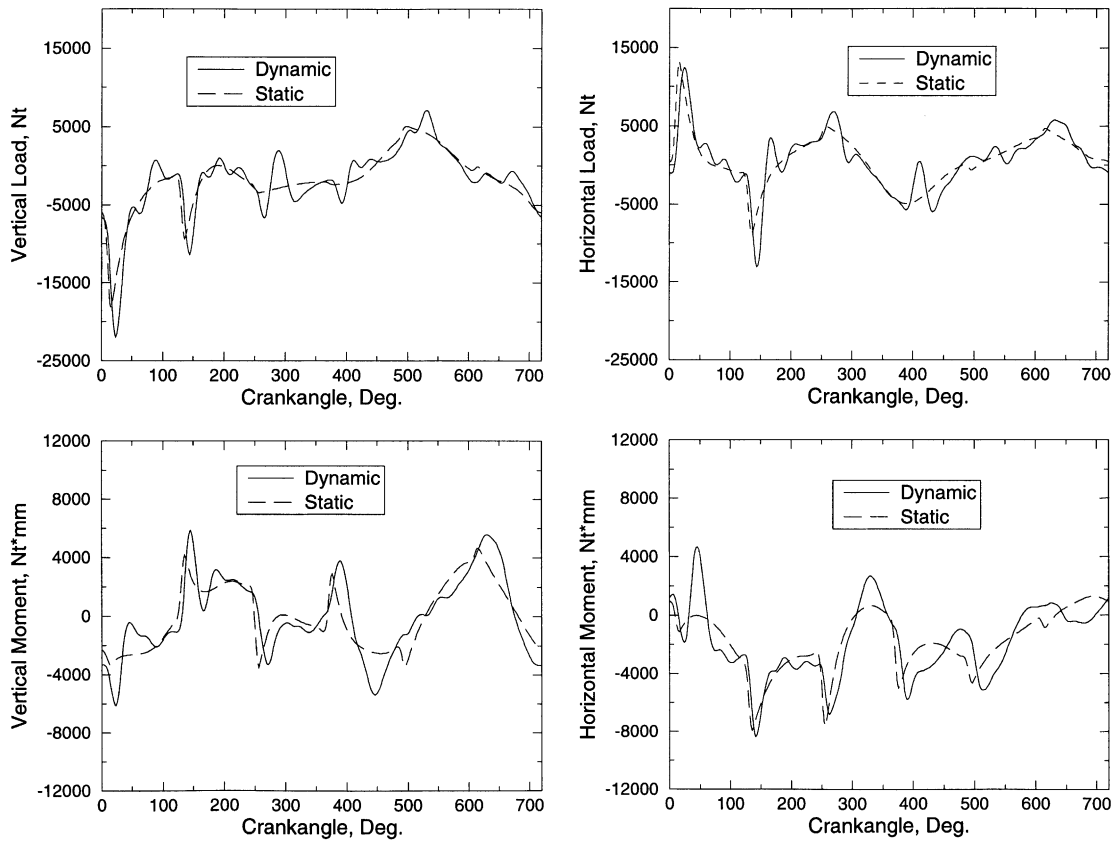 Vertical Load, Nt
15000
5000
-5000
-15000
-25000
Dynamic
Static
0 100 200 300 400 500 600 700
Crankangle, Deg.
Horizontal Load, Nt
15000
5000
-5000
-15000
-25000
Dynamic
Static
0 100 200 300 400 500 600 700
Crankangle, Deg.
Vertical Moment, Nt*mm
12000
8000
4000
0
-4000
-8000
-12000
Dynamic
Static
0 100 200 300 400 500 600 700
Crankangle, Deg.
Horizontal Moment, Nt*mm
12000
8000
4000
0
-4000
-8000
-12000
Dynamic
Static
0 100 200 300 400 500 600 700
Crankangle, Deg.